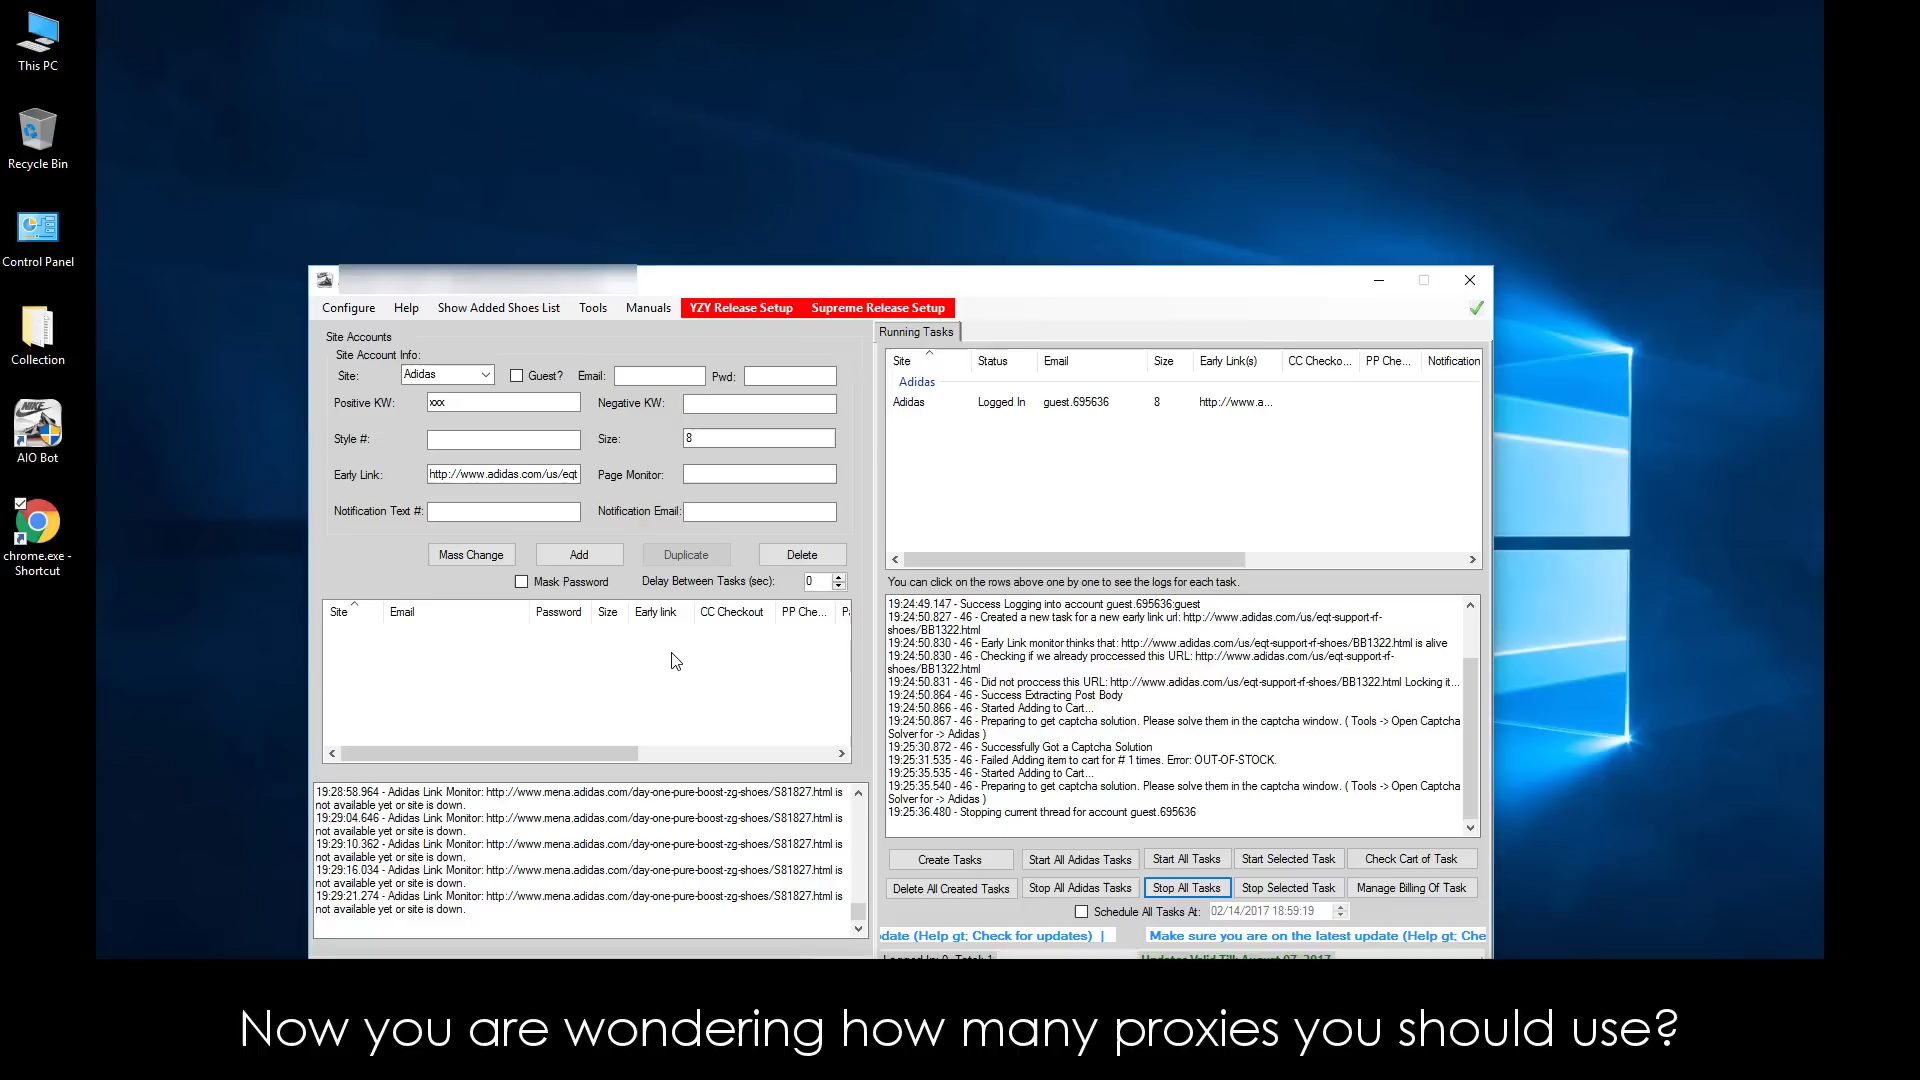 This PC
Recycle Bin
Control Panel
Collection
AIO Bot
chrome.exe -
Shortcut
Configure Help Show Added Shoes List Tools Manuals YZY Release Setup Supreme Release Setup
Site Accounts
Site Account Info:
Site: Adidas Guest? Email: Pwd:
Positive KW: xxx Negative KW:
Style #: Size: 8
Early Link: http://www.adidas.com/us/eqt Page Monitor:
Notification Text #: Notification Email:
Mass Change Add Duplicate Delete
Mask Password Delay Between Tasks (sec): 0
Site Email Password Size Early link CC Checkout PP Che...
19:28:58.964 - Adidas Link Monitor: http://www.mena.adidas.com/day-one-pure-boost-zg-shoes/S81827.html is
not available yet or site is down.
19:29:04.646 - Adidas Link Monitor: http://www.mena.adidas.com/day-one-pure-boost-zg-shoes/S81827.html is
not available yet or site is down.
19:29:10.362 - Adidas Link Monitor: http://www.mena.adidas.com/day-one-pure-boost-zg-shoes/S81827.html is
not available yet or site is down.
19:29:16.034 - Adidas Link Monitor: http://www.mena.adidas.com/day-one-pure-boost-zg-shoes/S81827.html is
not available yet or site is down.
19:29:21.274 - Adidas Link Monitor: http://www.mena.adidas.com/day-one-pure-boost-zg-shoes/S81827.html is
not available yet or site is down.
Running Tasks
Site Status Email Size Early Link(s) CC Checko... PP Che... Notification
Adidas
Adidas Logged In guest.695636 8 http://www.a...
You can click on the rows above one by one to see the logs for each task.
19:24:49.147 - Success Logging into account guest.695636:guest
19:24:50.827 - 46 - Created a new task for a new early link url: http://www.adidas.com/us/eqt-support-rf-
shoes/BB1322.html
19:24:50.830 - 46 - Early Link monitor thinks that: http://www.adidas.com/us/eqt-support-rf-shoes/BB1322.html is alive
19:24:50.830 - 46 - Checking if we already proccessed this URL: http://www.adidas.com/us/eqt-support-rf-
shoes/BB1322.html
19:24:50.831 - 46 - Did not proccess this URL: http://www.adidas.com/us/eqt-support-rf-shoes/BB1322.html Locking it...
19:24:50.864 - 46 - Success Extracting Post Body
19:24:50.866 - 46 - Started Adding to Cart...
19:24:50.867 - 46 - Preparing to get captcha solution. Please solve them in the captcha window. ( Tools -> Open Captcha
Solver for -> Adidas )
19:25:30.872 - 46 - Successfully Got a Captcha Solution
19:25:31.535 - 46 - Failed Adding item to cart for # 1 times. Error: OUT-OF-STOCK.
19:25:35.535 - 46 - Started Adding to Cart...
19:25:35.540 - 46 - Preparing to get captcha solution. Please solve them in the captcha window. ( Tools -> Open Captcha
Solver for -> Adidas )
19:25:36.480 - Stopping current thread for account guest.695636
Create Tasks Start All Adidas Tasks Start All Tasks Start Selected Task Check Cart of Task
Delete All Created Tasks Stop All Adidas Tasks Stop All Tasks Stop Selected Task Manage Billing Of Task
Schedule All Tasks At: 02/14/2017 18:59:19
date (Help gt; Check for updates) | Make sure you are on the latest update (Help gt; Che
Now you are wondering how many proxies you should use?